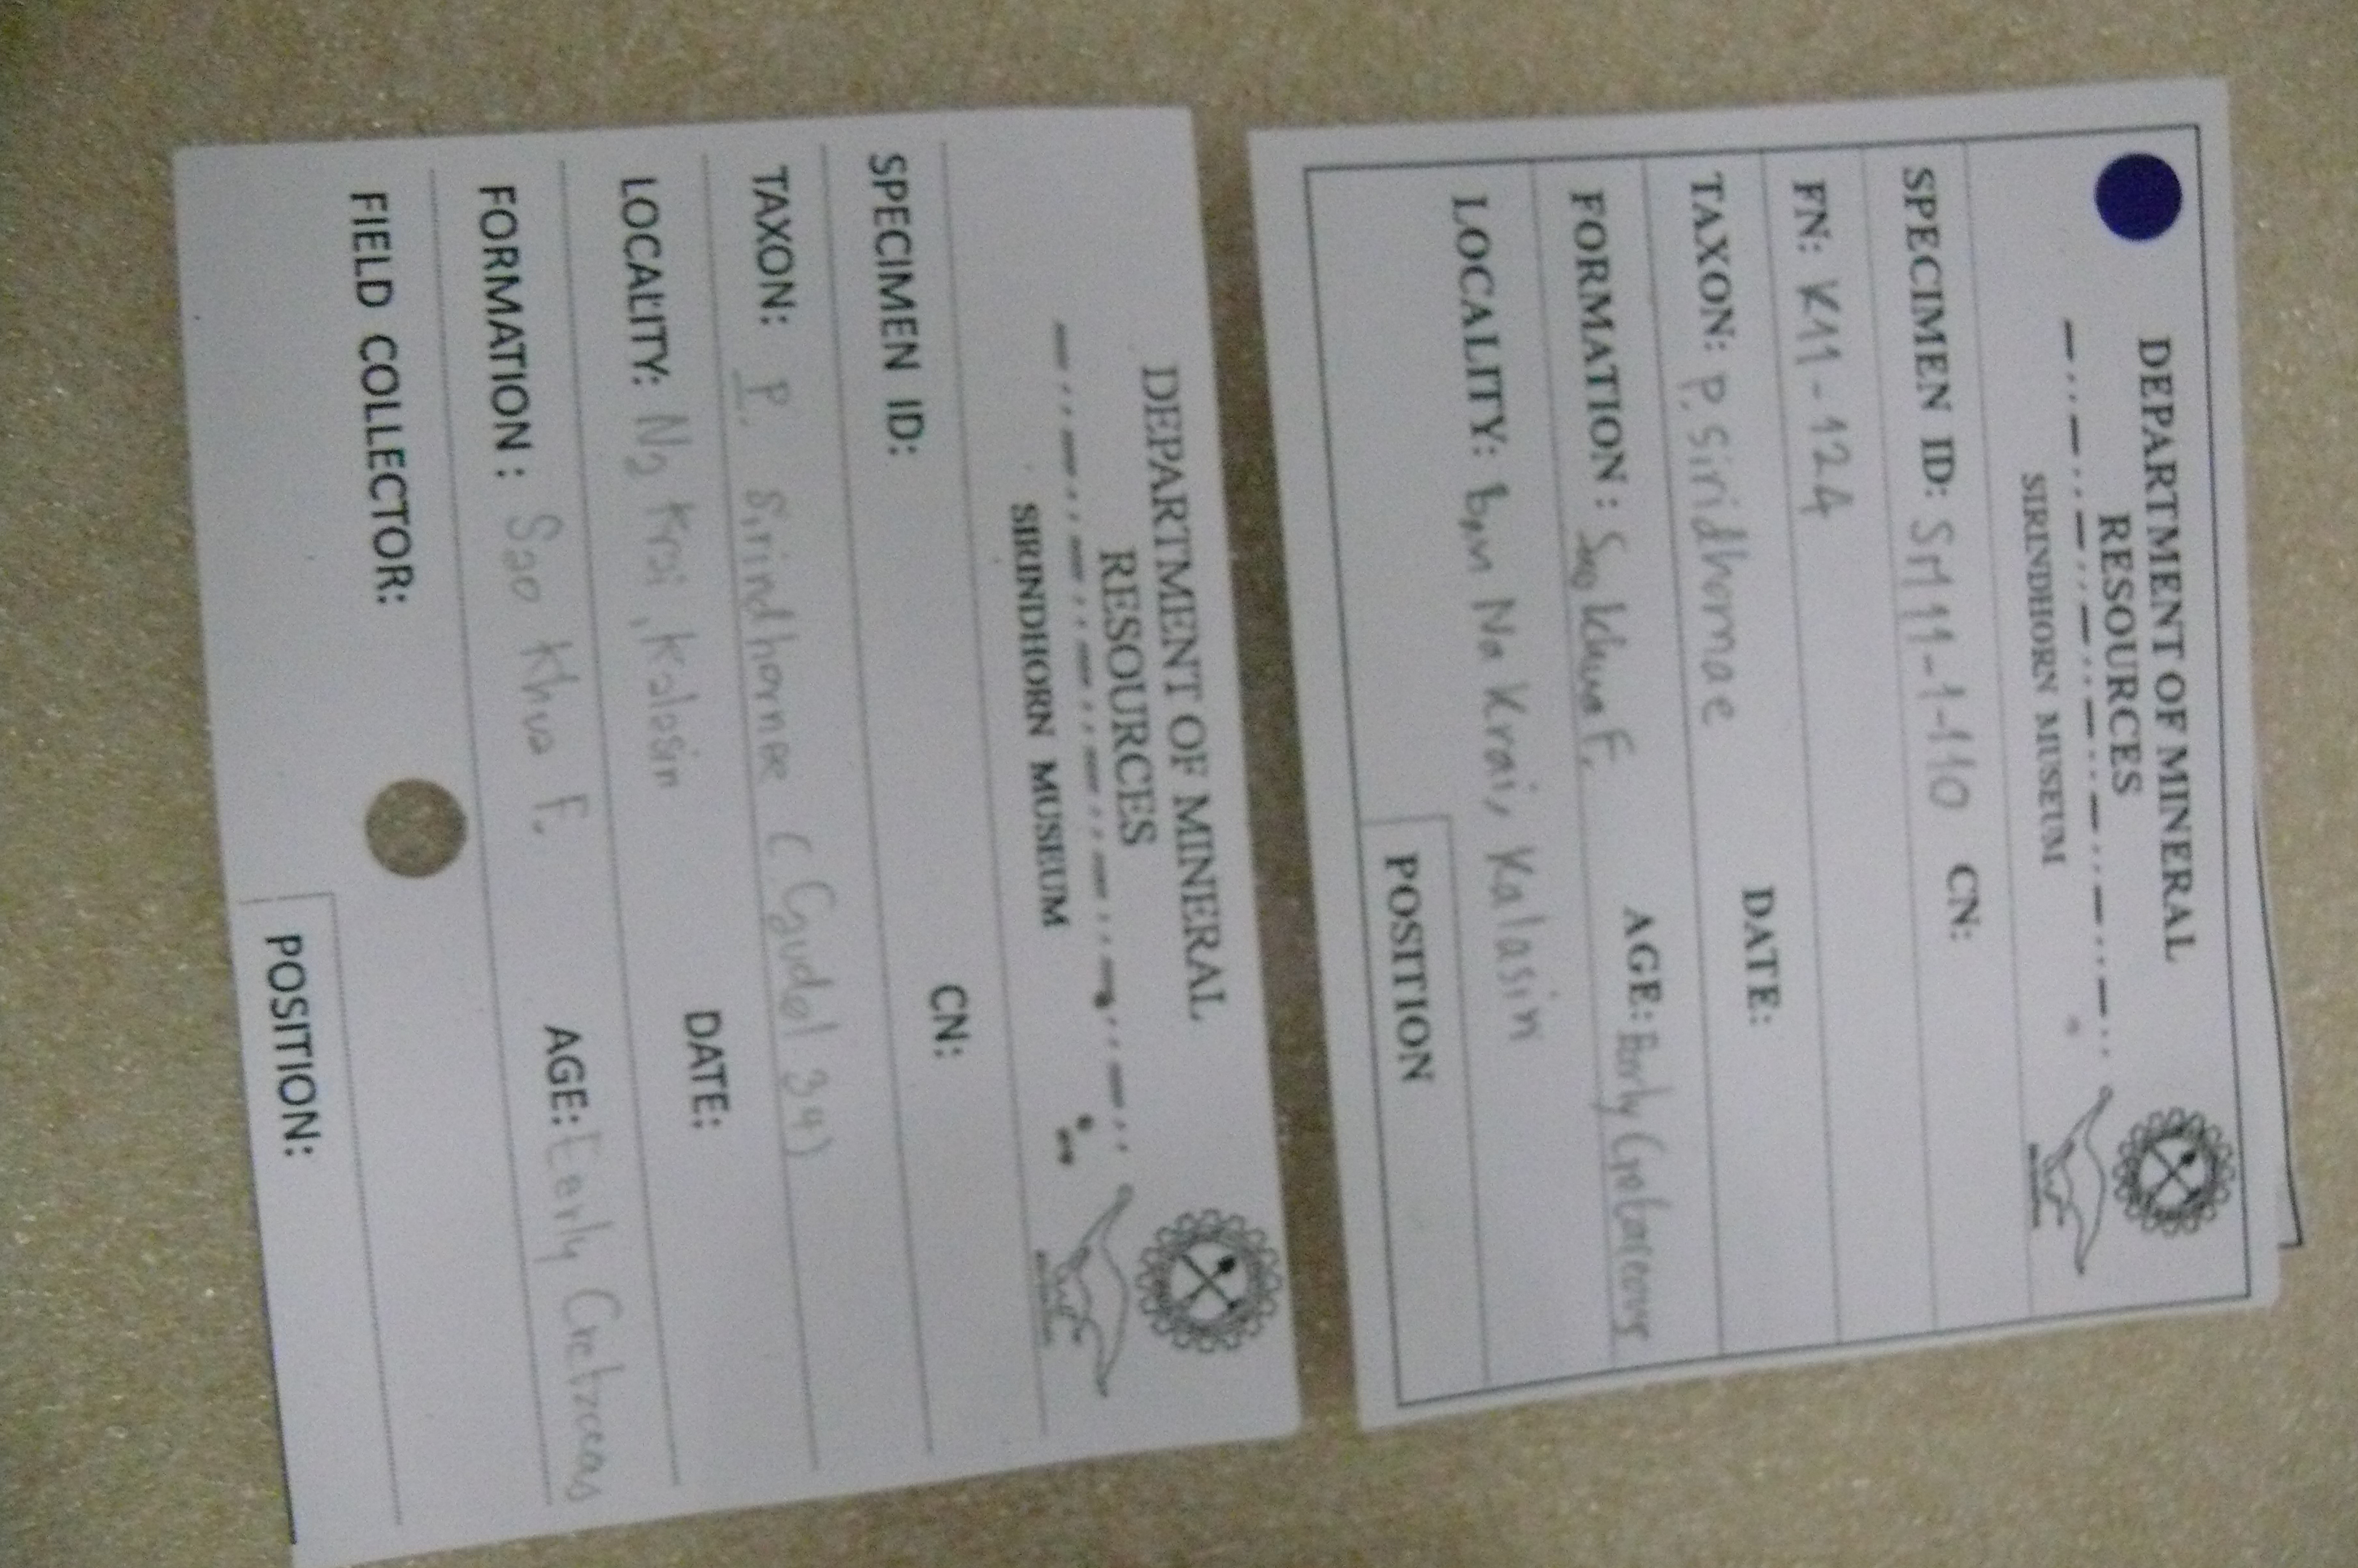 DEPARTMENT OF MINERAL
RESOURCES
SIRINDHORN MUSEUM
SPECIMEN ID: SM11-1-110 CN:
FN: K11-124
TAXON: P. siridhornae DATE:
FORMATION: Sao khua F. AGE: Early Cretaceous
LOCALITY: ban Na Krai, Kalasin
POSITION
DEPARTMENT OF MINERAL
RESOURCES
SIRINDHORN MUSEUM
SPECIMEN ID: CN:
TAXON: P. Sirindhornae (Gudel 34)
LOCALITY: Na Krai, Kalasin DATE:
FORMATION: Sao Khua F. AGE: Early Cretaceous
FIELD COLLECTOR:
POSITION: